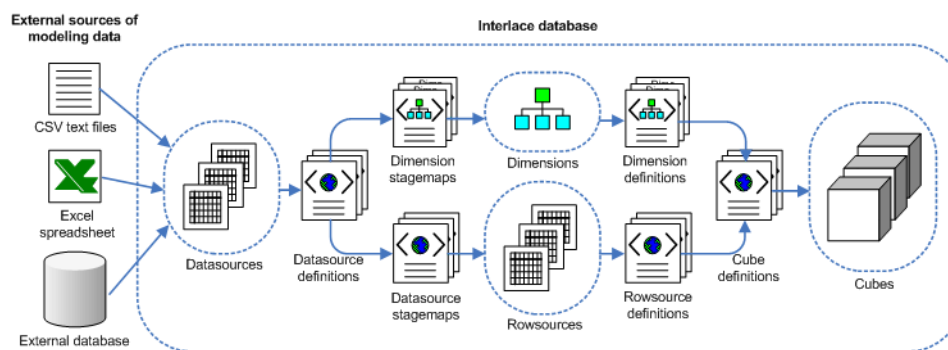 External sources of
modeling data
Interlace database
CSV text files
Excel
spreadsheet
External database
Datasources
Datasource
definitions
Dimension
stagemaps
Datasource
stagemaps
Dimensions
Rowsources
Dimension
definitions
Rowsource
definitions
Cube
definitions
Cubes